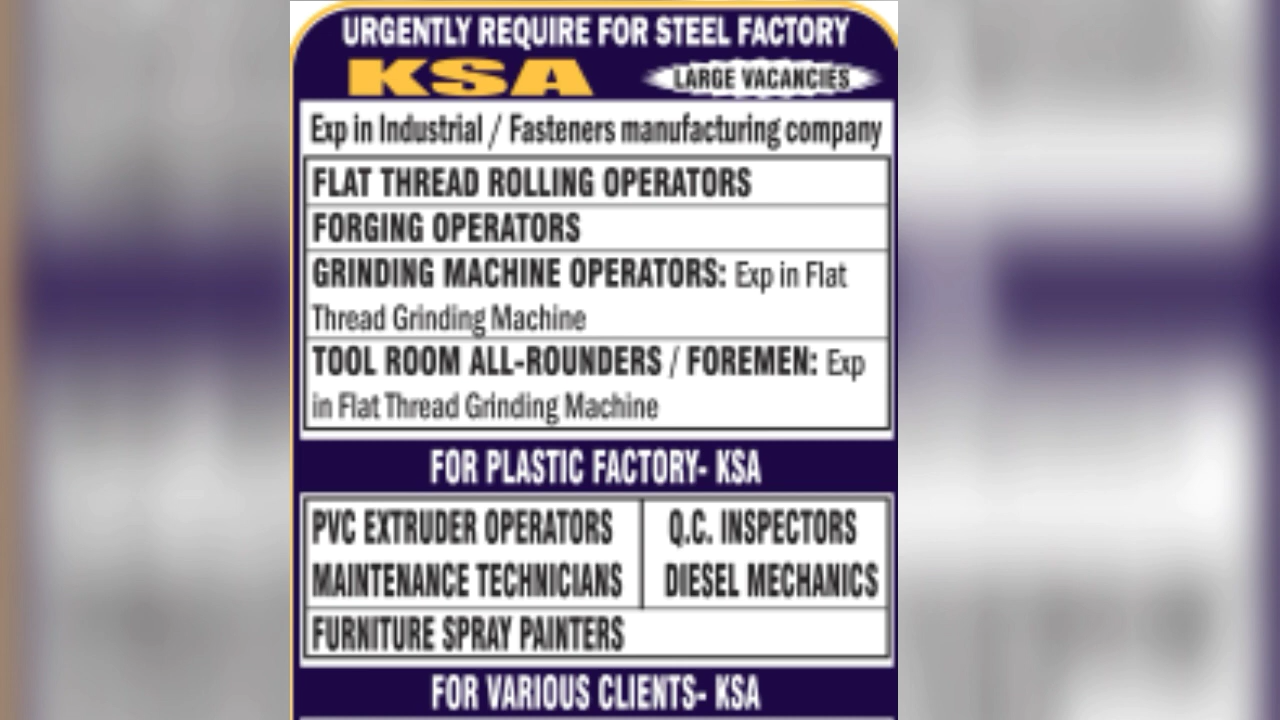 URGENTLY REQUIRE FOR STEEL FACTORY
KSA LARGE VACANCIES
Exp in Industrial / Fasteners manufacturing company
FLAT THREAD ROLLING OPERATORS
FORGING OPERATORS
GRINDING MACHINE OPERATORS: Exp in Flat
Thread Grinding Machine
TOOL ROOM ALL-ROUNDERS / FOREMEN: Exp
in Flat Thread Grinding Machine
FOR PLASTIC FACTORY- KSA
PVC EXTRUDER OPERATORS
MAINTENANCE TECHNICIANS
Q.C. INSPECTORS
DIESEL MECHANICS
FURNITURE SPRAY PAINTERS
FOR VARIOUS CLIENTS- KSA